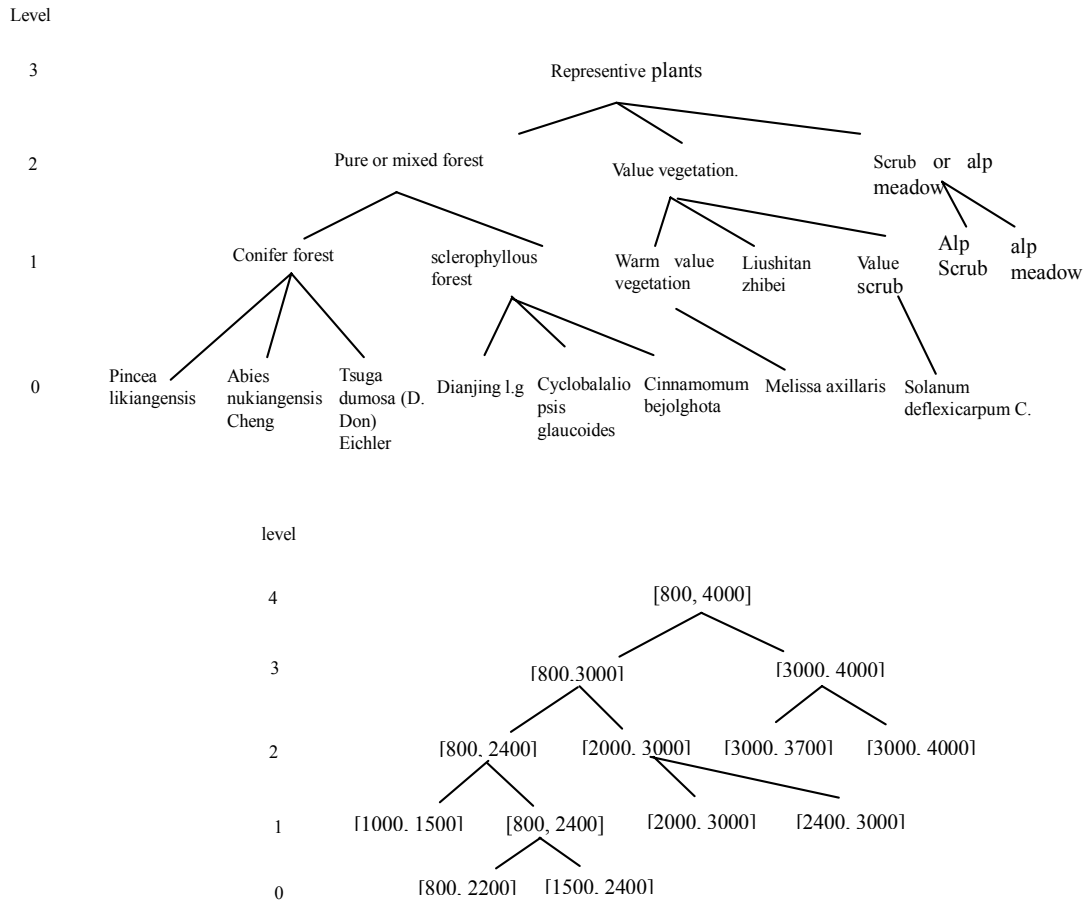 Level
3
Representive plants
2
Pure or mixed forest
Value vegetation.
Scrub or alp
meadow
1
Conifer forest
sclerophyllous
forest
Warm value
vegetation
Liushitan
zhibei
Value
scrub
Alp
Scrub
alp
meadow
0
Pincea
likiangensis
Abies
nukiangensis
Cheng
Tsuga
dumosa (D.
Don)
Eichler
Dianjing l.g
Cyclobalalio
psis
glaucoides
Cinnamomum
bejolghota
Melissa axillaris
Solanum
deflexicarpum C.
level
4
[800, 4000]
3
[800,3000]
[3000, 4000]
2
[800, 2400]
[2000, 3000]
[3000, 3700]
[3000, 4000]
1
[1000, 1500]
[800, 2400]
[2000, 3000]
[2400, 3000]
0
[800, 2200]
[1500, 2400]